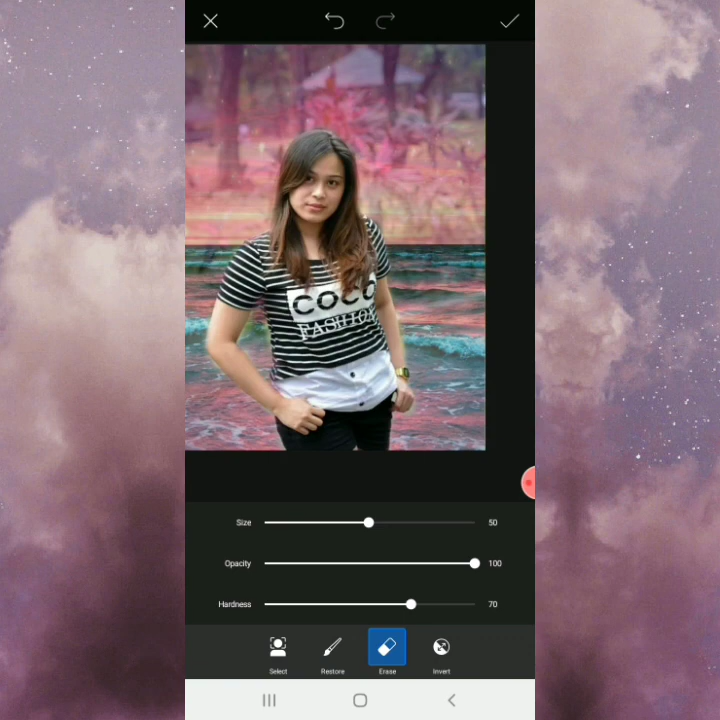 COCO
FASHION
Size 50
Opacity 100
Hardness 70
Select Restore Erase Invert